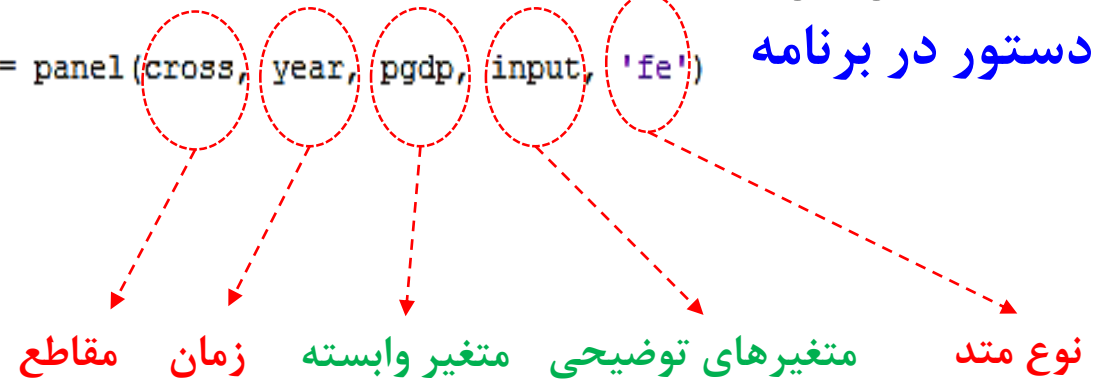 دستور در برنامه
= panel(cross, year, pgdp, input, 'fe')
مقاطع زمان متغیر وابسته متغیرهای توضیحی نوع متد